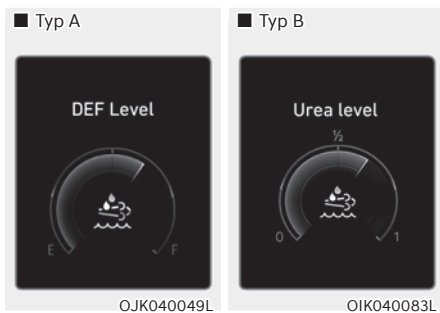 ■ Typ A
DEF Level
E F
OJK040049L
■ Typ B
Urea level
½
0 1
OIK040083L